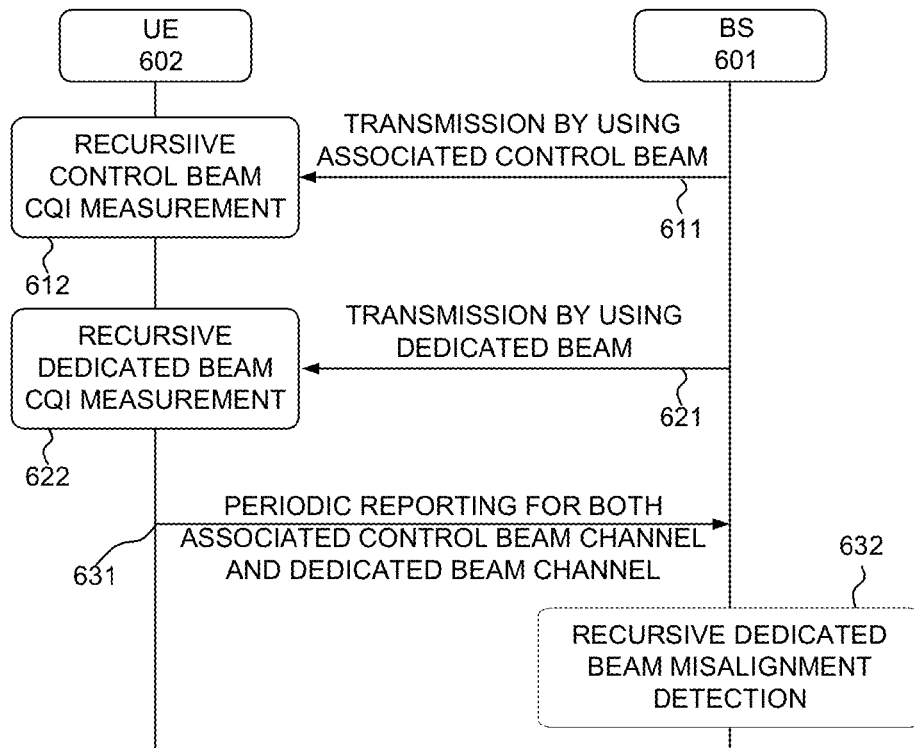 UE
602
BS
601
RECURSIIVE
CONTROL BEAM
CQI MEASUREMENT
612
TRANSMISSION BY USING
ASSOCIATED CONTROL BEAM
611
RECURSIVE
DEDICATED BEAM
CQI MEASUREMENT
622
TRANSMISSION BY USING
DEDICATED BEAM
621
PERIODIC REPORTING FOR BOTH
ASSOCIATED CONTROL BEAM CHANNEL
AND DEDICATED BEAM CHANNEL
631
632
RECURSIVE DEDICATED
BEAM MISALIGNMENT
DETECTION